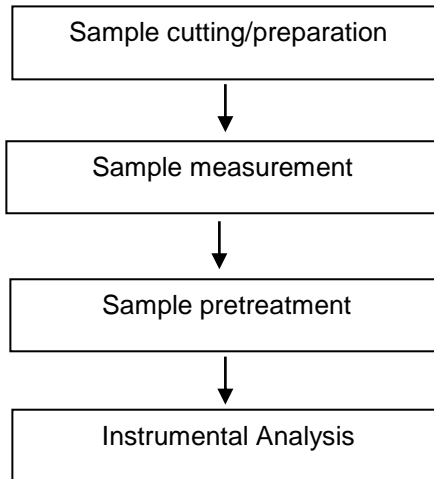 Sample cutting/preparation
Sample measurement
Sample pretreatment
Instrumental Analysis